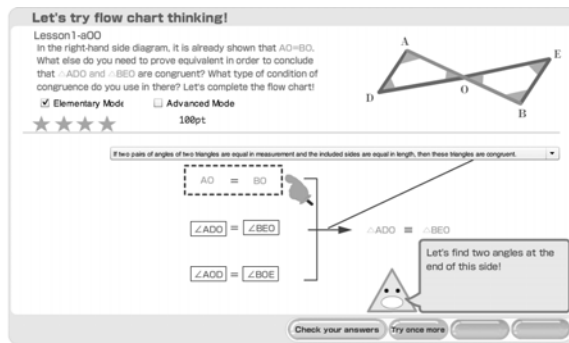 Let's try flow chart thinking!
Lesson1-a00
In the right-hand side diagram, it is already shown that AO=BO.
What else do you need to prove equivalent in order to conclude
that △ADO and △BEO are congruent? What type of condition of
congruence do you use in there? Let's complete the flow chart!
Elementary Mode Advanced Mode
100pt
A
E
D
O
B
If two pairs of angles of two triangles are equal in measurement and the included sides are equal in length, then these triangles are congruent.
AO = BO
∠ADO = ∠BEO
△ADO ≡ △BEO
∠AOD = ∠BOE
Let's find two angles at the
end of this side!
Check your answers Try once more